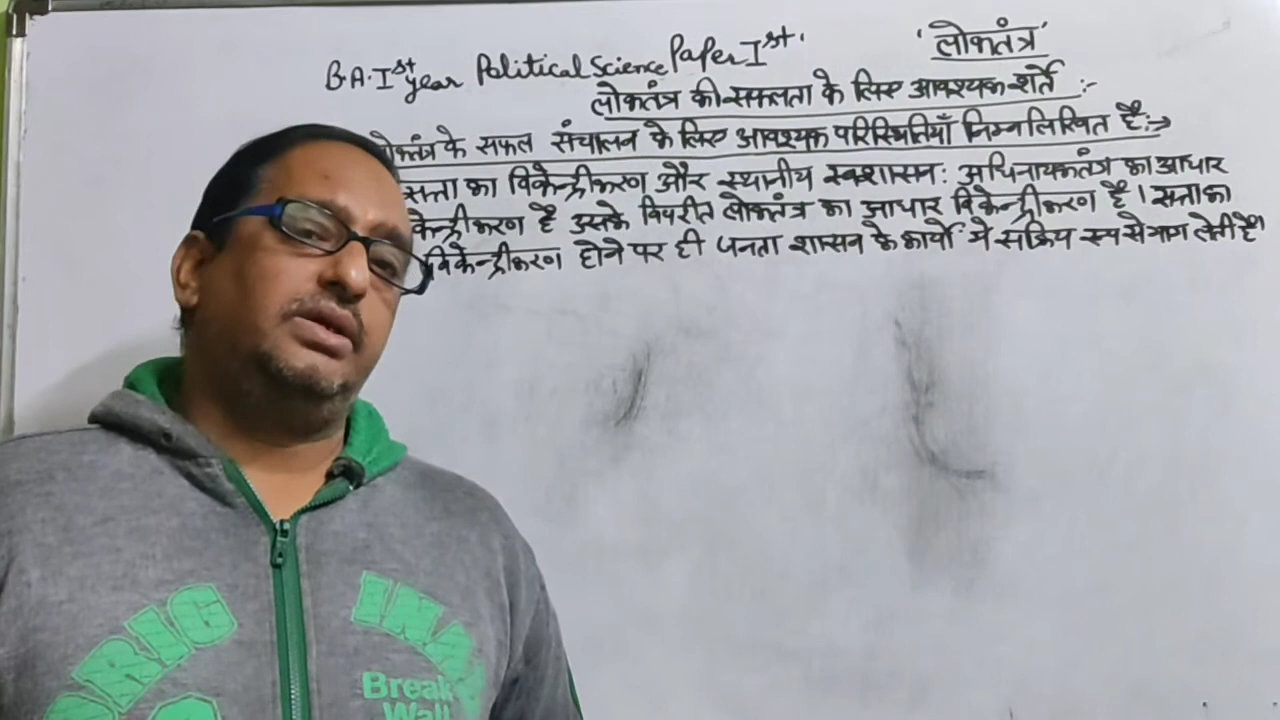 'लोकतंत्र'
B.A. Ist year Political Science Paper Ist.
लोकतंत्र की सफलता के लिए आवश्यक शर्तें :-
लोकतंत्र के सफल संचालन के लिए आवश्यक परिस्थितियाँ निम्नलिखित है:→
सत्ता का विकेन्द्रीकरण और स्थानीय स्वशासन: अधिनायकतंत्र का आधार
केन्द्रीकरण है उसके विपरीत लोकतंत्र का आधार विकेन्द्रीकरण है। सत्ता का
विकेन्द्रीकरण होने पर ही जनता शासन के कार्यों में सक्रिय रूप से भाग लेती है।
Break
Wall